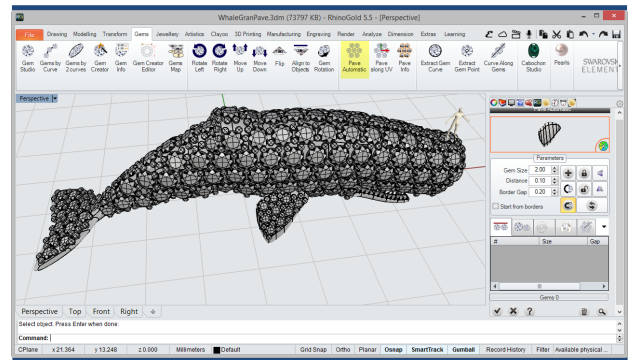 WhaleGranPave.3dm (73797 KB) - RhinoGold 5.5 - [Perspective]
File Drawing Modelling Transform Gems Jewellery Artistics Clayoo 3D Printing Manufacturing Engraving Render Analyze Dimension Extras Learning
Gem Studio
Gems by Curve
Gems by 2 curves
Gem Creator
Gem Info
Gem Creator Editor
Gems Map
Rotate Left
Rotate Right
Move Up
Move Down
Flip
Align to Objects
Gem Rotation
Pave Automatic
Pave along UV
Pave Info
Extract Gem Curve
Extract Gem Point
Curve Along Gems
Cabochon Studio
Pearls
SWAROVSK
ELEMENT
Perspective
Parameters
Gem Size 2.00
Distance 0.10
Border Gap 0.20
Start from borders
# Size Gap
Gems 0
Perspective Top Front Right
Select object. Press Enter when done:
Command:
CPlane x 21.364 y 13.248 z 0.000 Millimeters Default Grid Snap Ortho Planar Osnap SmartTrack Gumball Record History Filter Available physical ...